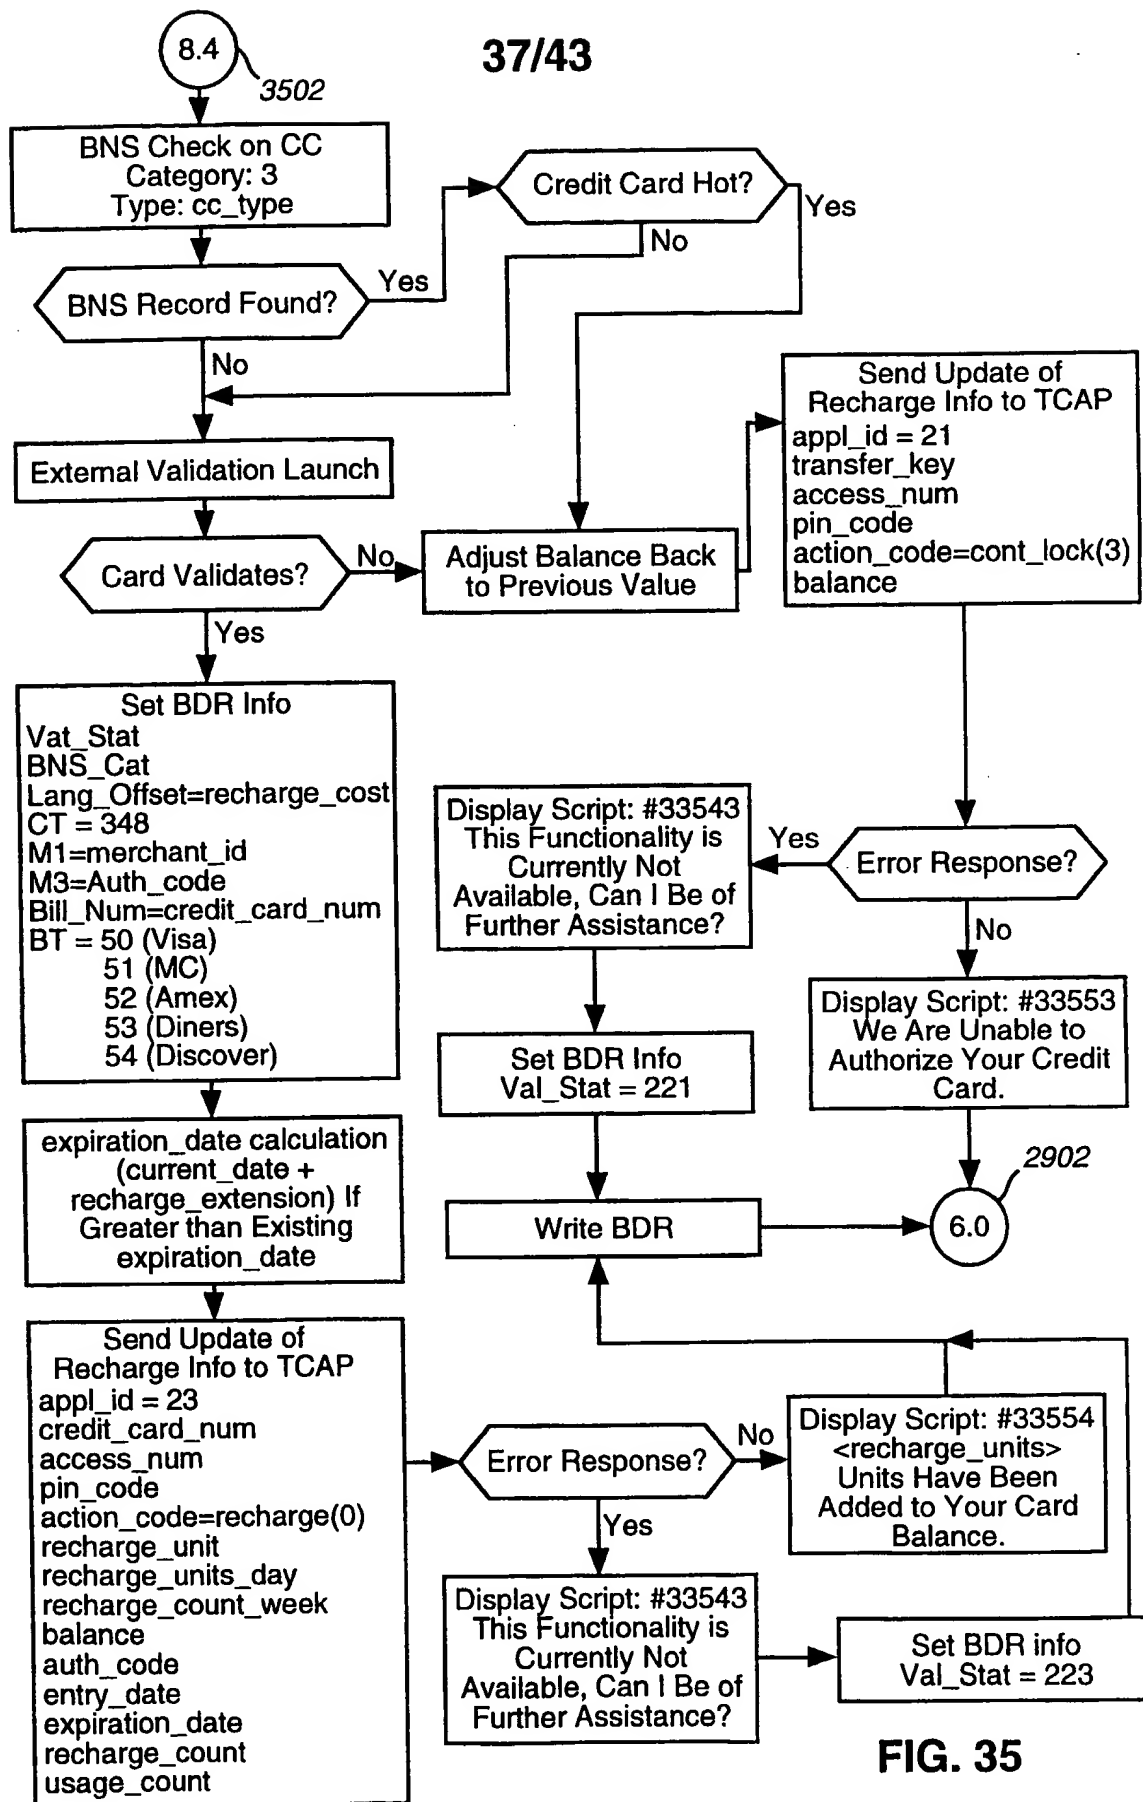 37/43
8.4
3502
BNS Check on CC
Category: 3
Type: cc_type
Credit Card Hot?
Yes
No
BNS Record Found?
Yes
No
External Validation Launch
Card Validates?
No
Yes
Adjust Balance Back
to Previous Value
Send Update of
Recharge Info to TCAP
appl_id = 21
transfer_key
access_num
pin_code
action_code=cont_lock(3)
balance
Set BDR Info
Vat_Stat
BNS_Cat
Lang_Offset=recharge_cost
CT = 348
M1=merchant_id
M3=Auth_code
Bill_Num=credit_card_num
BT = 50 (Visa)
51 (MC)
52 (Amex)
53 (Diners)
54 (Discover)
Error Response?
Yes
No
Display Script: #33543
This Functionality is
Currently Not
Available, Can I Be of
Further Assistance?
Set BDR Info
Val_Stat = 221
Display Script: #33553
We Are Unable to
Authorize Your Credit
Card.
2902
6.0
Write BDR
expiration_date calculation
(current_date +
recharge_extension) If
Greater than Existing
expiration_date
Send Update of
Recharge Info to TCAP
appl_id = 23
credit_card_num
access_num
pin_code
action_code=recharge(0)
recharge_unit
recharge_units_day
recharge_count_week
balance
auth_code
entry_date
expiration_date
recharge_count
usage_count
Error Response?
No
Yes
Display Script: #33554
<recharge_units>
Units Have Been
Added to Your Card
Balance.
Display Script: #33543
This Functionality is
Currently Not
Available, Can I Be of
Further Assistance?
Set BDR info
Val_Stat = 223
FIG. 35